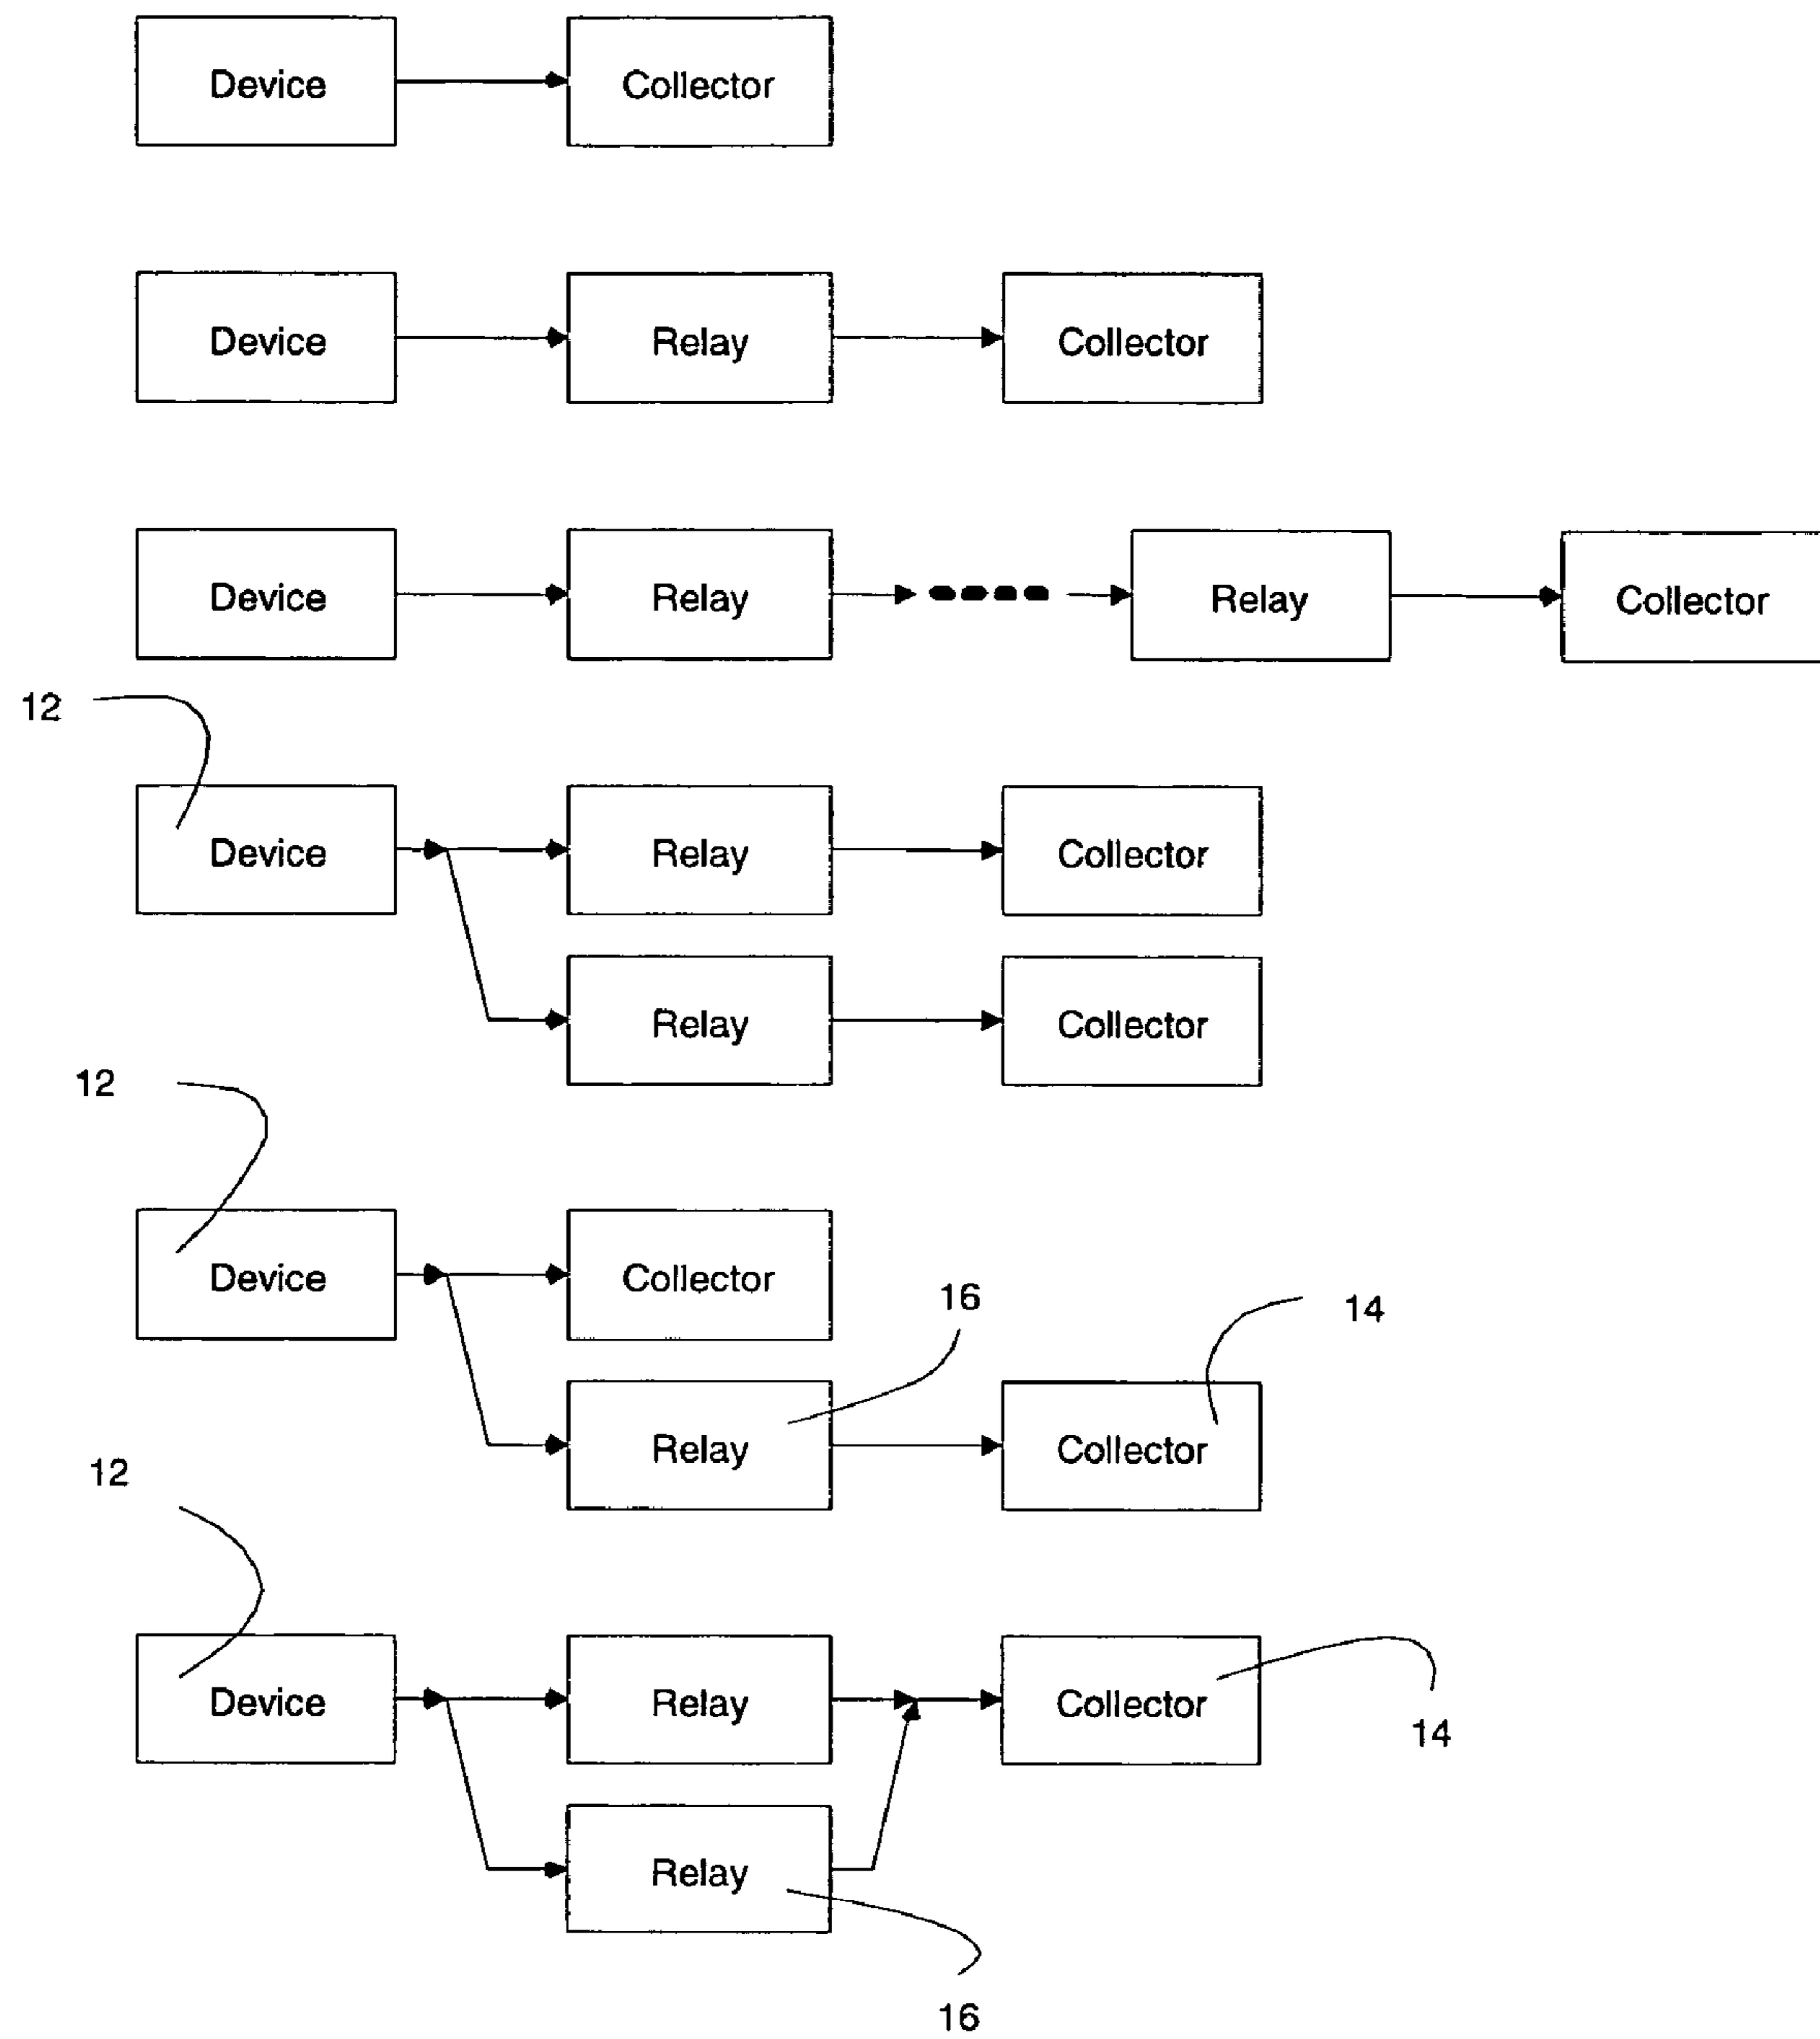 Device Collector
Device Relay Collector
Device Relay Relay Collector
12
Device Relay Collector
Relay Collector
12
Device Collector
16 14
Relay Collector
12
Device Relay Collector
14
Relay
16